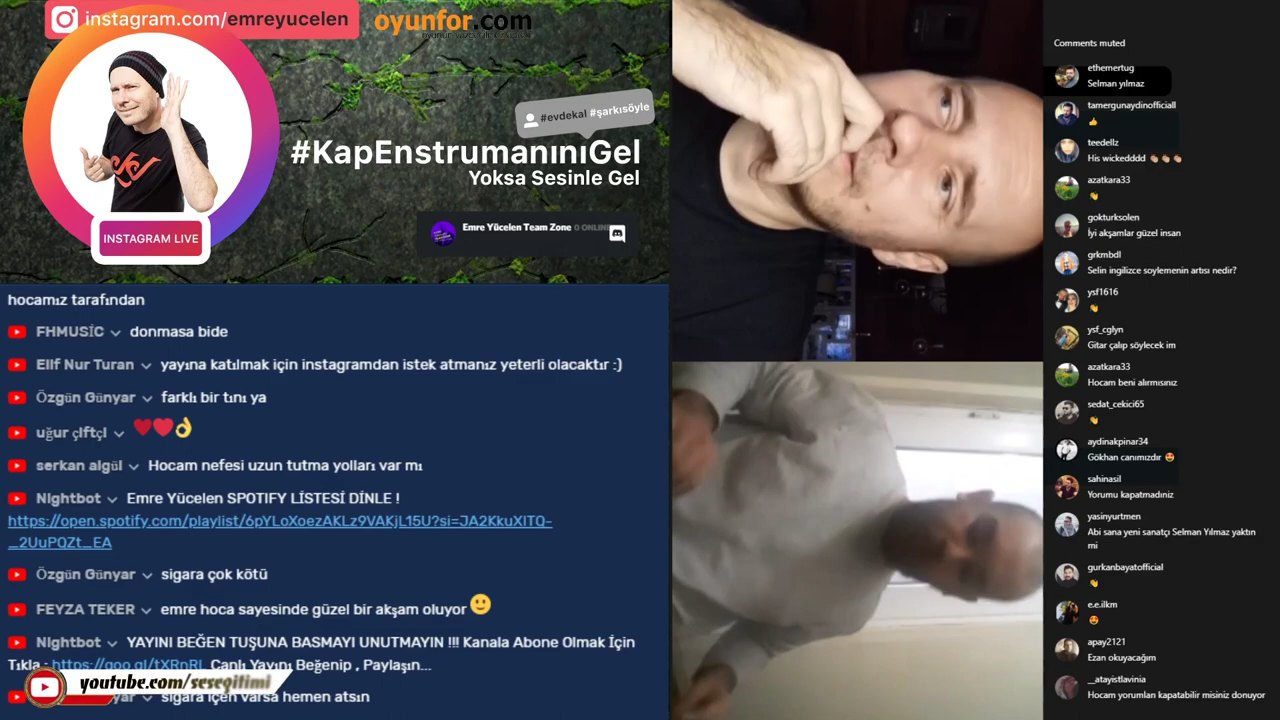 instagram.com/emreyucelen
oyunfor.com
#evdekal #şarkısöyle
#KapEnstrumanınıGel
Yoksa Sesinle Gel
Emre Yücelen Team Zone 0 ONLINE
INSTAGRAM LIVE
hocamız tarafından
FHMUSİC donmasa bide
Elif Nur Turan yayına katılmak için instagramdan istek atmanız yeterli olacaktır :)
Özgün Günyar farklı bir tını ya
uğur çiftçi ❤️❤️👌
serkan algül Hocam nefesi uzun tutma yolları var mı
Nightbot Emre Yücelen SPOTIFY LİSTESİ DİNLE !
https://open.spotify.com/playlist/6pYLoXoezAKLz9VAKjL15U?si=JA2KkuXITQ-
_2UuPQZt_EA
Özgün Günyar sigara çok kötü
FEYZA TEKER emre hoca sayesinde güzel bir akşam oluyor 🙂
Nightbot YAYINI BEĞEN TUŞUNA BASMAYI UNUTMAYIN !!! Kanala Abone Olmak İçin
Tıkla : https://goo.gl/tXRnRL Canlı Yayını Beğenip , Paylaşın...
youtube.com/sesegitimi
sigara içen varsa hemen atsın
Comments muted
ethemertug
Selman yılmaz
tamergunaydinofficiall
👍
teedellz
His wickedddd 👏👏👏
azatkara33
👏
gokturksolen
İyi akşamlar güzel insan
grkmbdl
Selin ingilizce soylemenin artısı nedir?
ysf1616
👏
ysf_cglyn
Gitar çalıp söylecek im
azatkara33
Hocam beni alırmısınız
sedat_cekici65
👏
aydinakpinar34
Gökhan canımızdır 😍
sahinasil
Yorumu kapatmadınız
yasinyurtmen
Abi sana yeni sanatçı Selman Yılmaz yaktın
mi
gurkanbayatofficial
👏
e.e.ilkm
😍
apay2121
Ezan okuyacağım
__atayistlavinia
Hocam yorumları kapatabilir misiniz donuyor